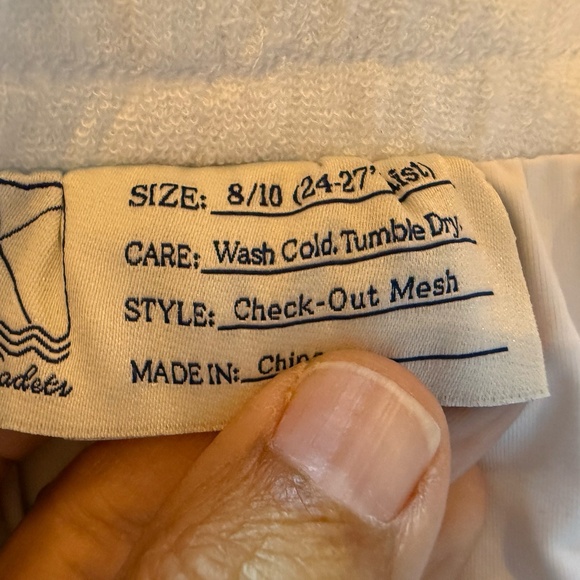 SIZE: 8/10 (24-27"
CARE: Wash Cold. Tumble Dry.
STYLE: Check-Out Mesh
MADE IN: